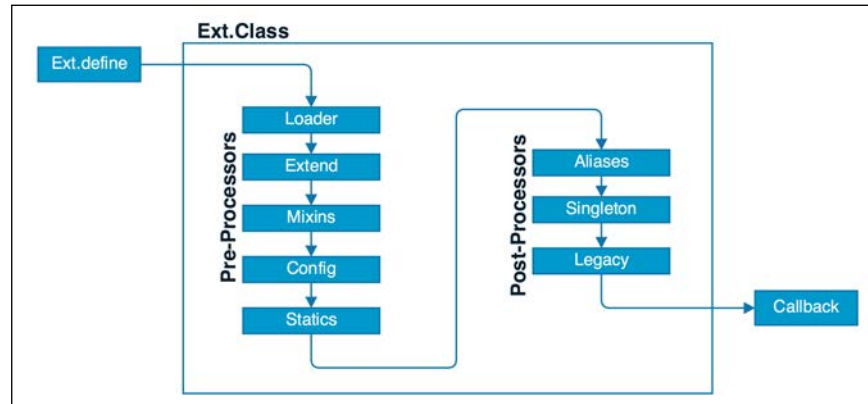 Ext.Class
Ext.define
Pre-Processors
Loader
Extend
Mixins
Config
Statics
Post-Processors
Aliases
Singleton
Legacy
Callback